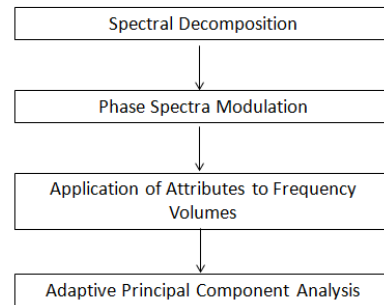 Spectral Decomposition
Phase Spectra Modulation
Application of Attributes to Frequency
Volumes
Adaptive Principal Component Analysis